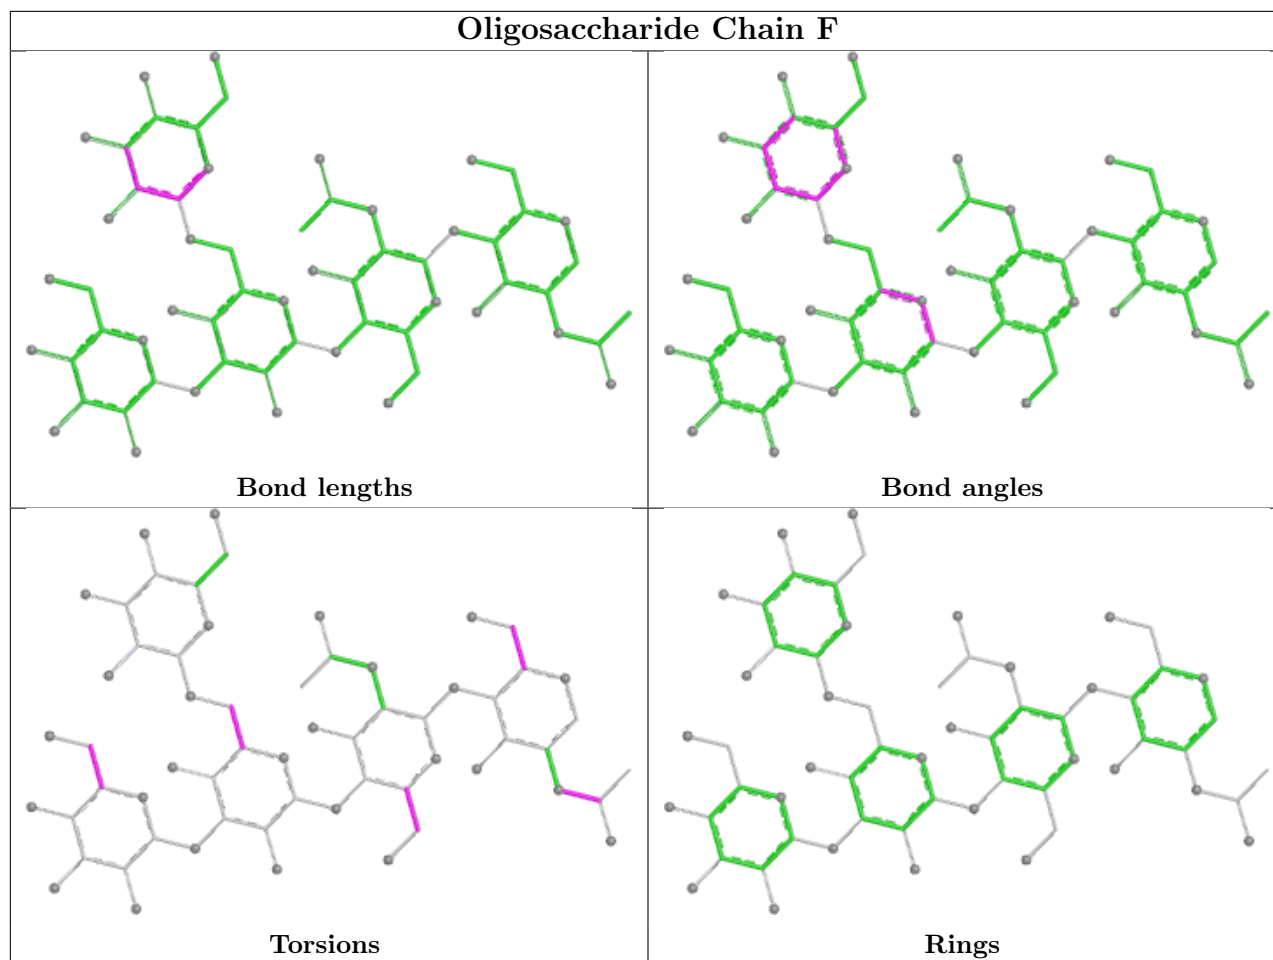 Oligosaccharide Chain F
Bond lengths
Bond angles
Torsions
Rings